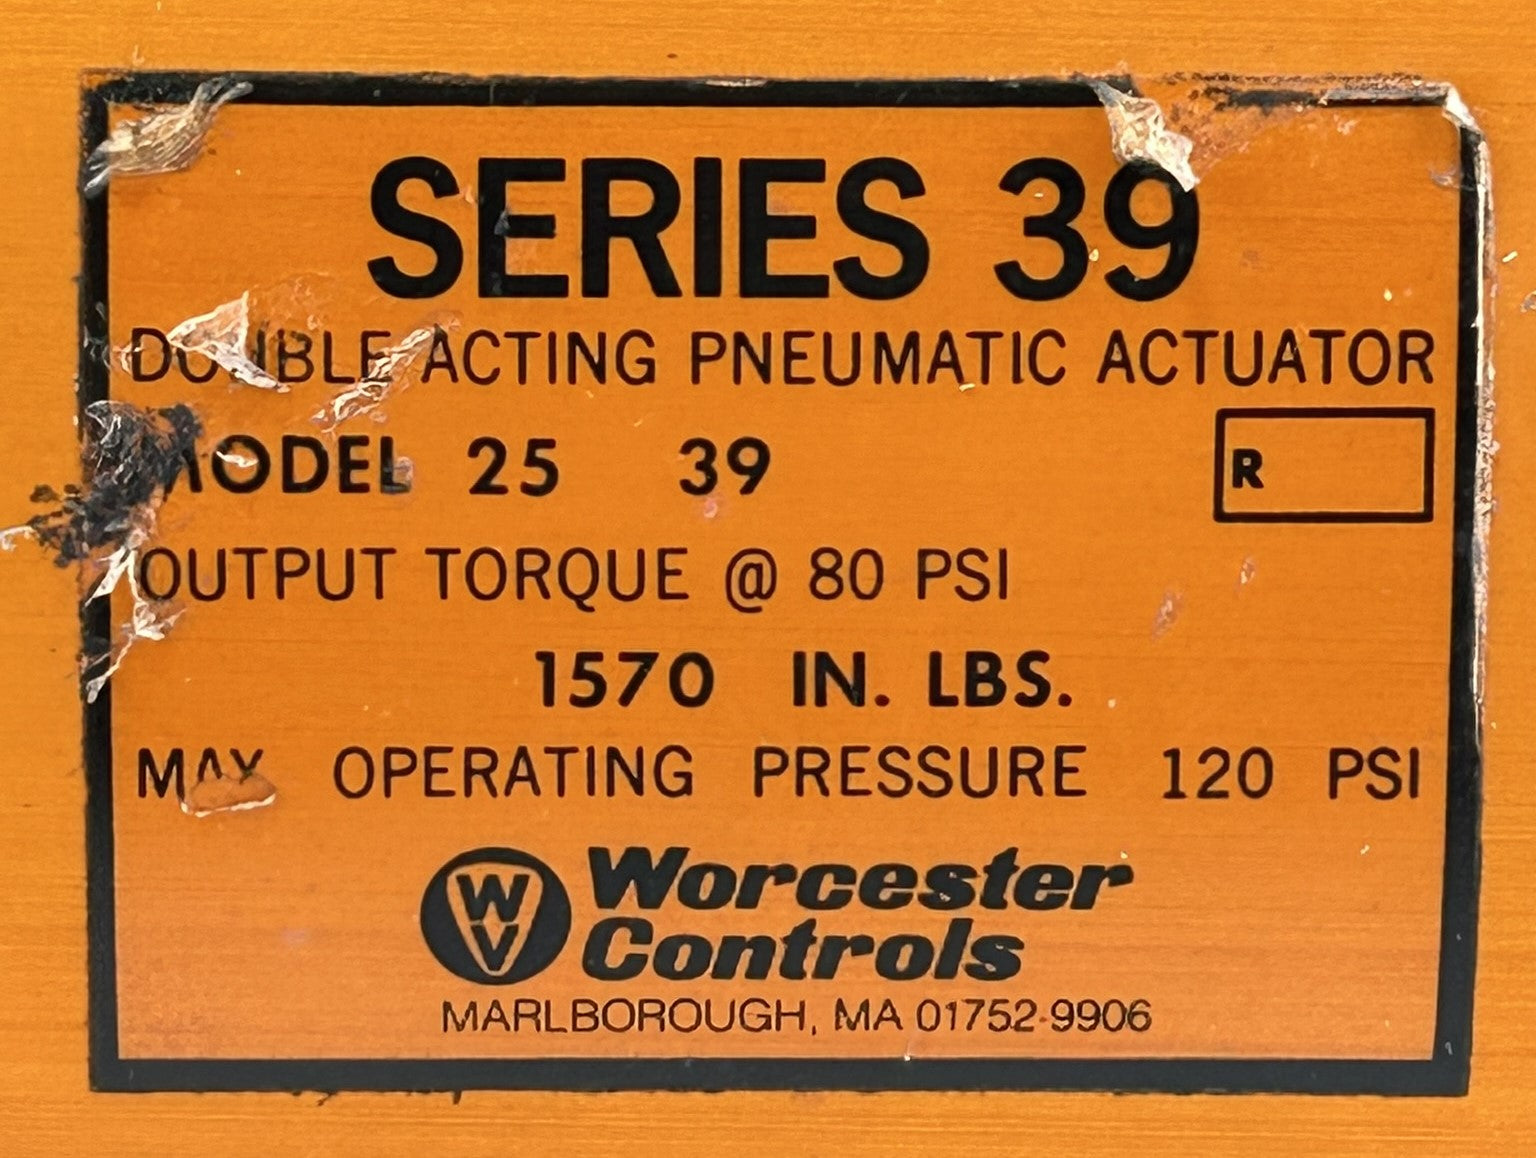 SERIES 39
DOUBLE ACTING PNEUMATIC ACTUATOR
MODEL 25 39 R
OUTPUT TORQUE @ 80 PSI
1570 IN. LBS.
MAX OPERATING PRESSURE 120 PSI
W V Worcester
Controls
MARLBOROUGH, MA 01752-9906